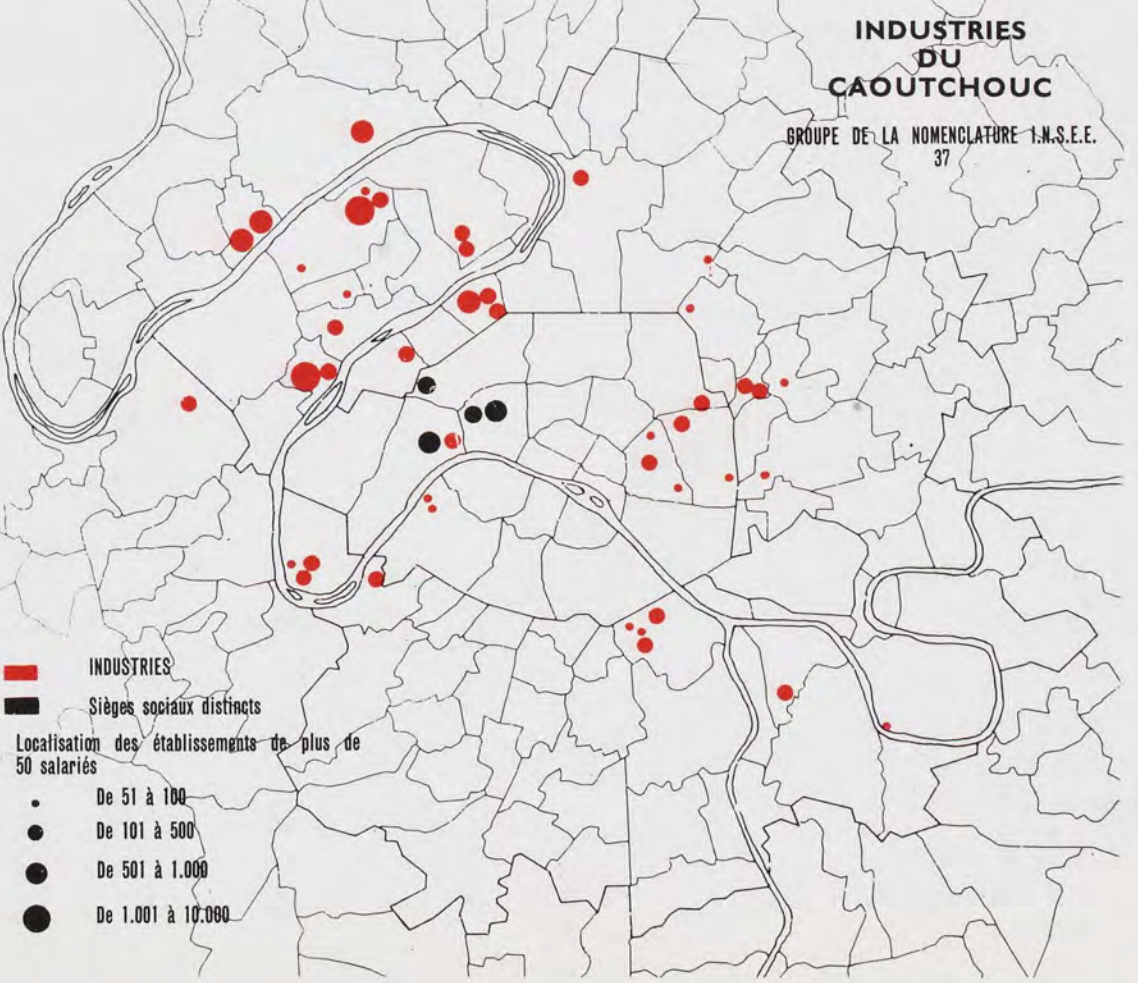 INDUSTRIES
DU
CAOUTCHOUC
GROUPE DE LA NOMENCLATURE I.N.S.E.E.
37
INDUSTRIES
Sièges sociaux distincts
Localisation des établissements de plus de
50 salariés
De 51 à 100
De 101 à 500
De 501 à 1.000
De 1.001 à 10.000